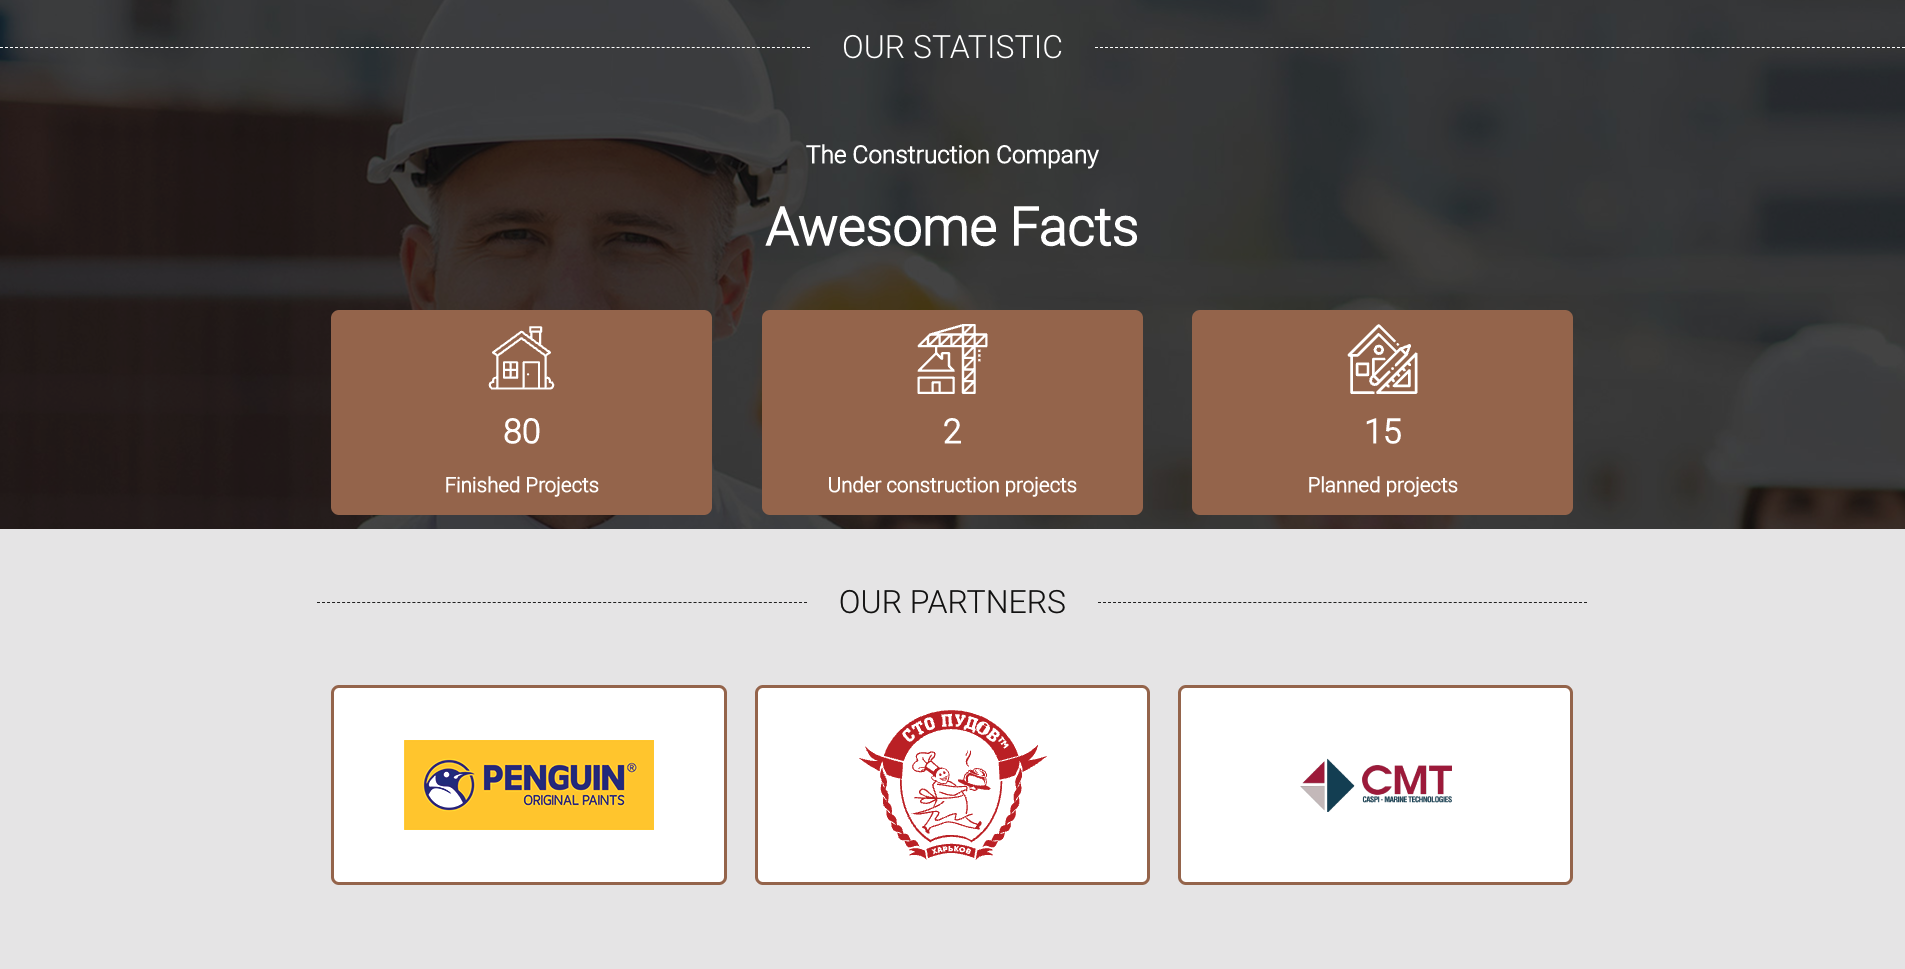 OUR STATISTIC
The Construction Company
Awesome Facts
80
2
15
Finished Projects
Under construction projects
Planned projects
OUR PARTNERS
PENGUIN®
ORIGINAL PAINTS
СТО ПУДОВ™
ХАРЬКОВ
CMT
CASPI - MARINE TECHNOLOGIES